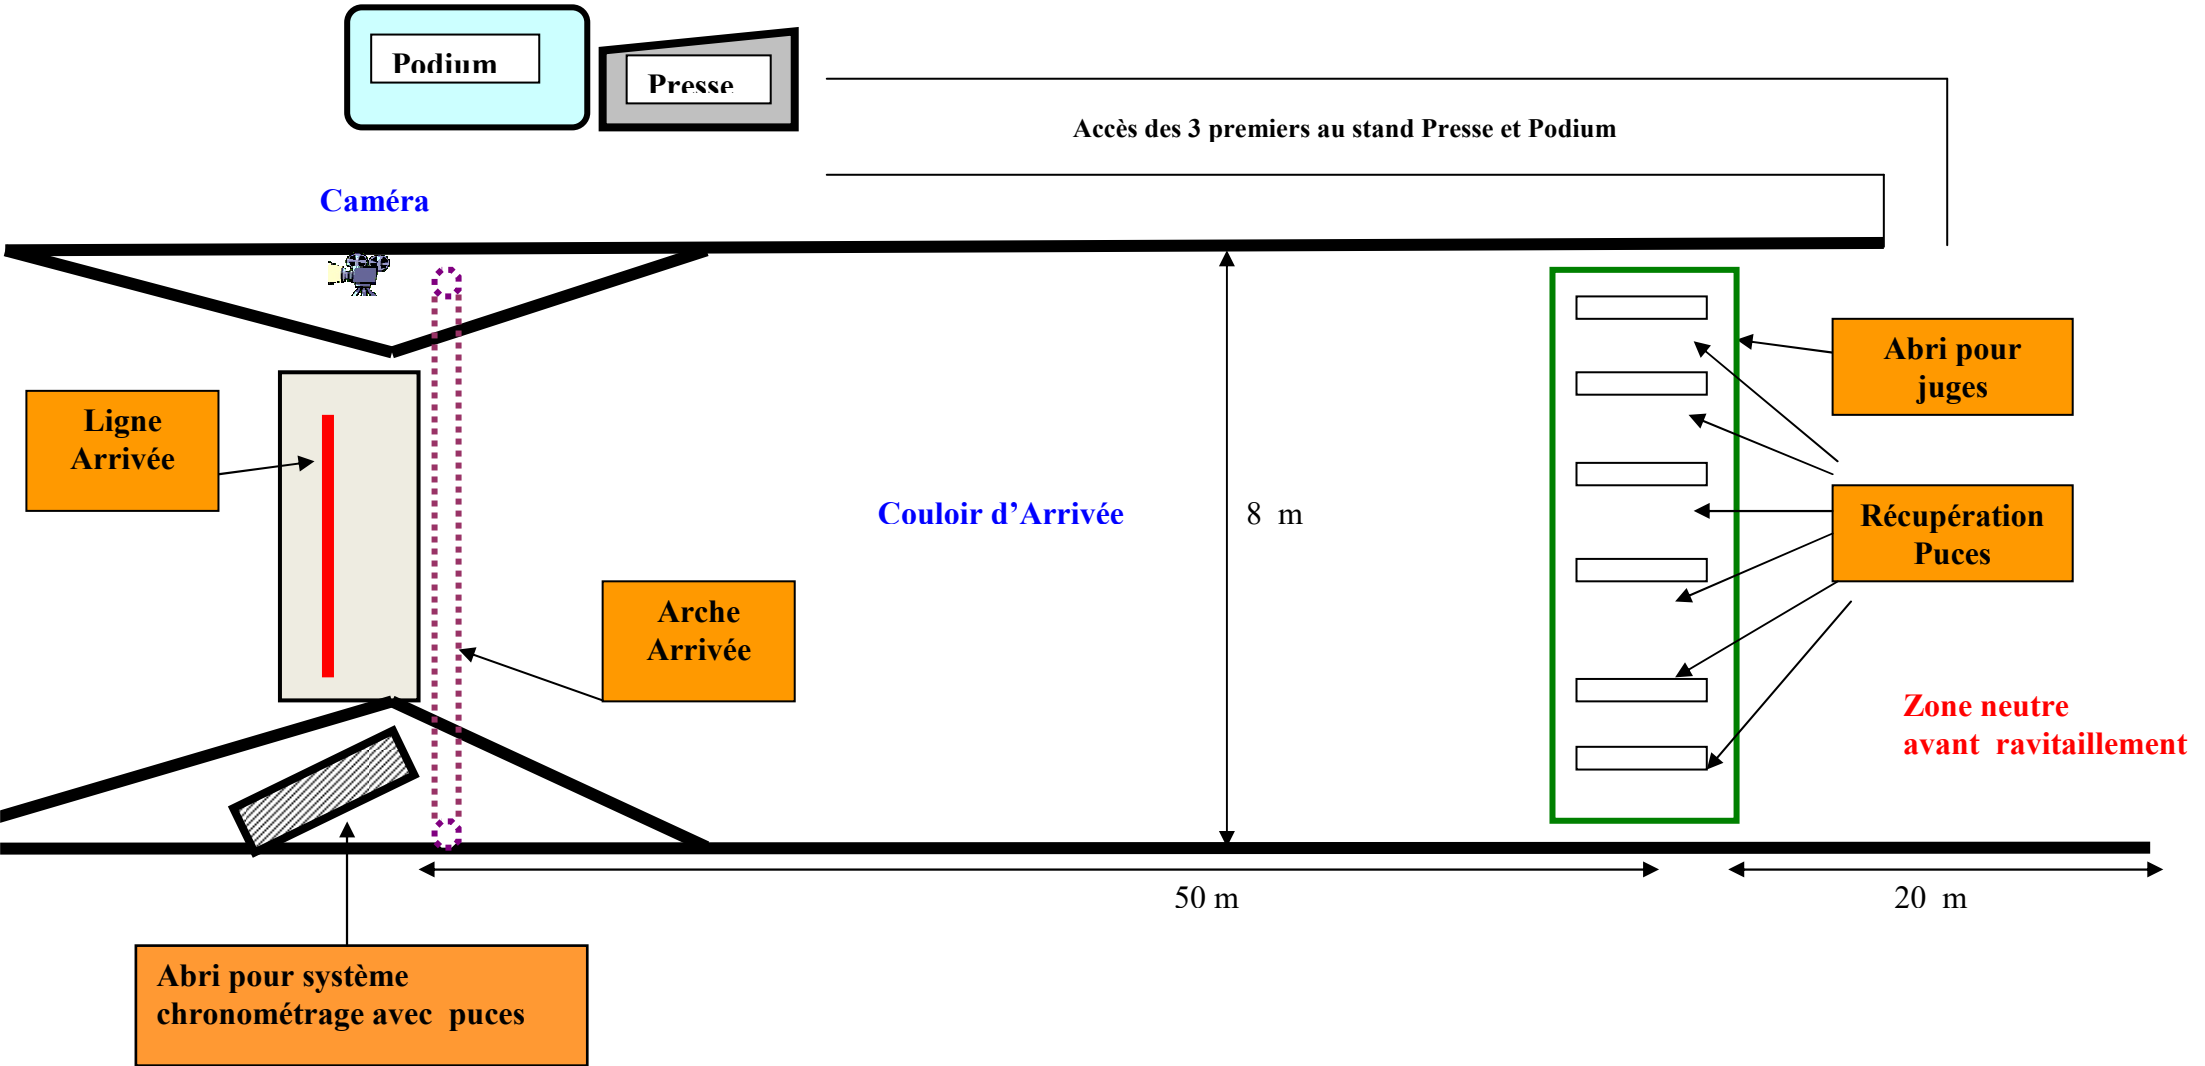 Podium
Presse
Accès des 3 premiers au stand Presse et Podium
Caméra
Abri pour
juges
Ligne
Arrivée
Couloir d’Arrivée
8 m
Récupération
Puces
Arche
Arrivée
Zone neutre
avant ravitaillement
50 m
20 m
Abri pour système
chronométrage avec puces